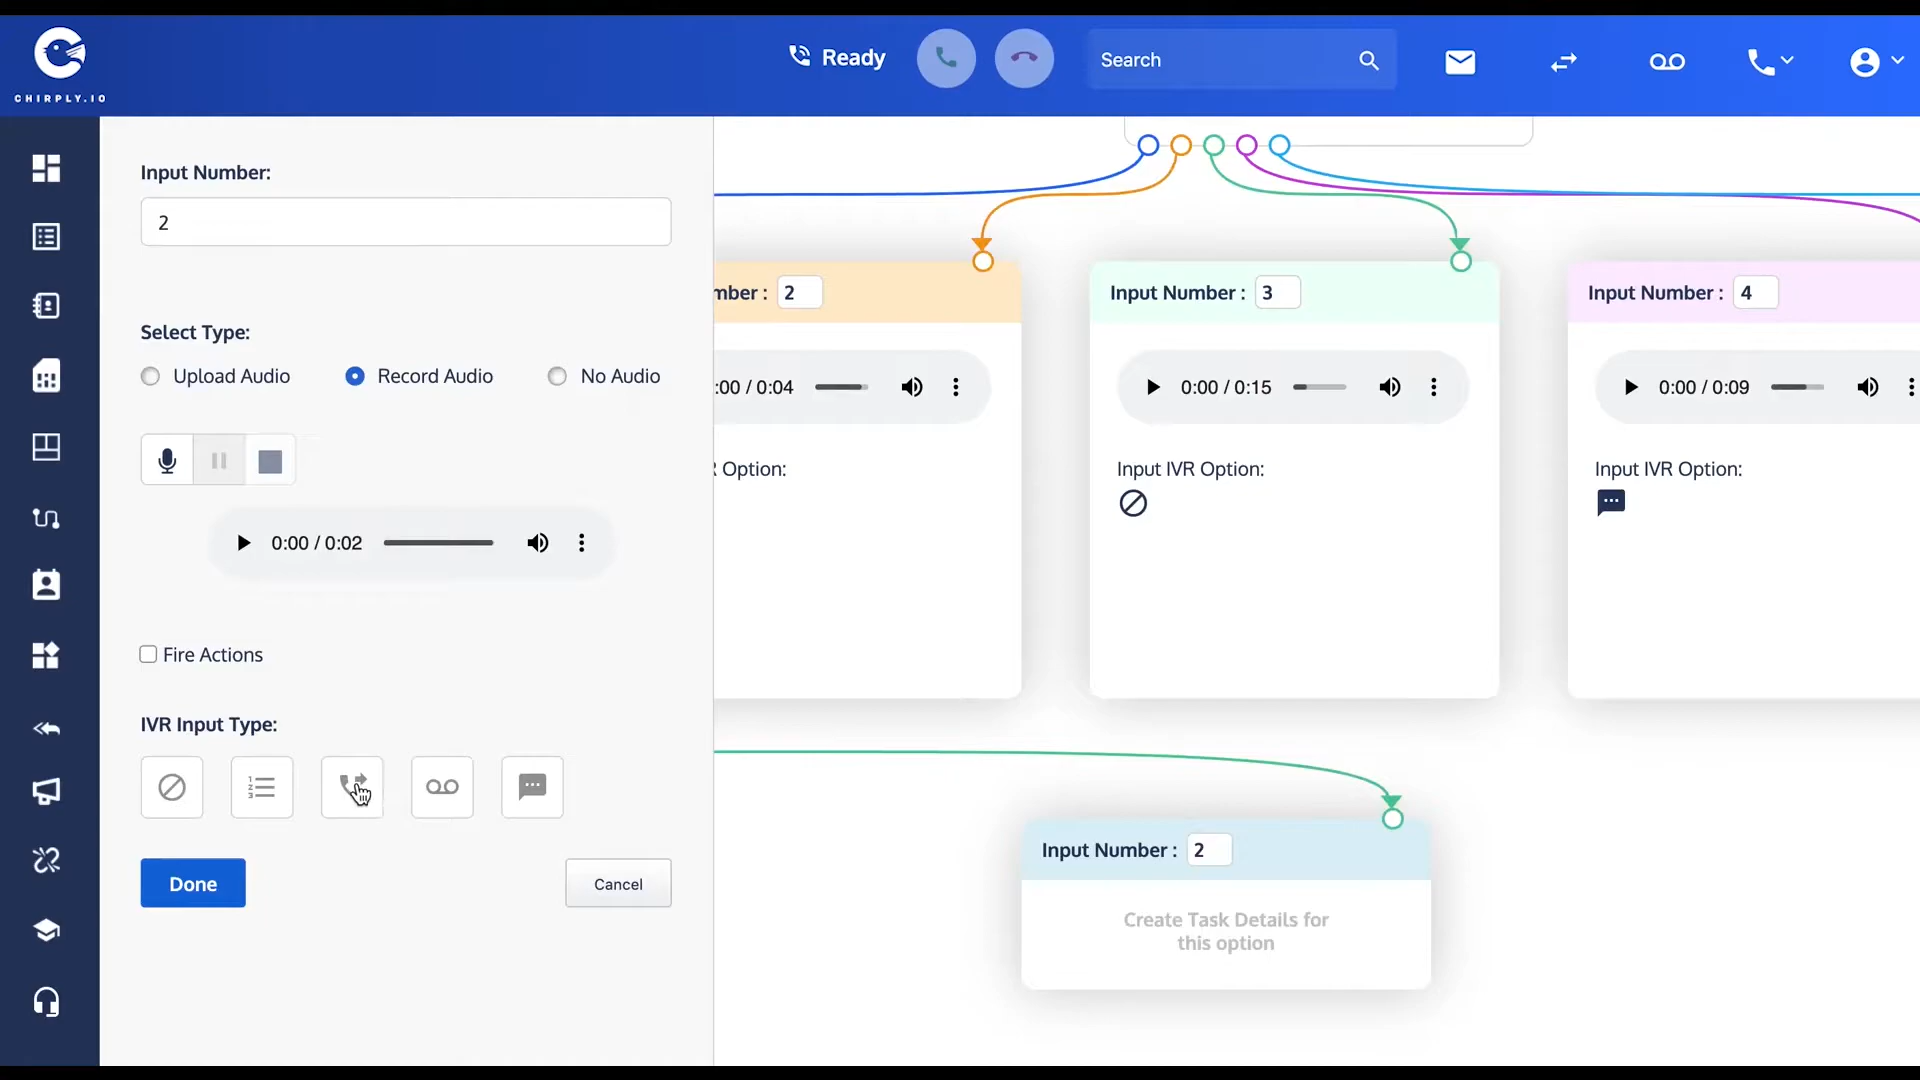 CHIRPLY.IO
Ready
Search
Input Number:
2
Select Type:
Upload Audio
Record Audio
No Audio
0:00 / 0:02
Fire Actions
IVR Input Type:
1
2
3
Done
Cancel
mber : 2
:00 / 0:04
R Option:
Input Number : 3
0:00 / 0:15
Input IVR Option:
Input Number : 4
0:00 / 0:09
Input IVR Option:
Input Number : 2
Create Task Details for
this option